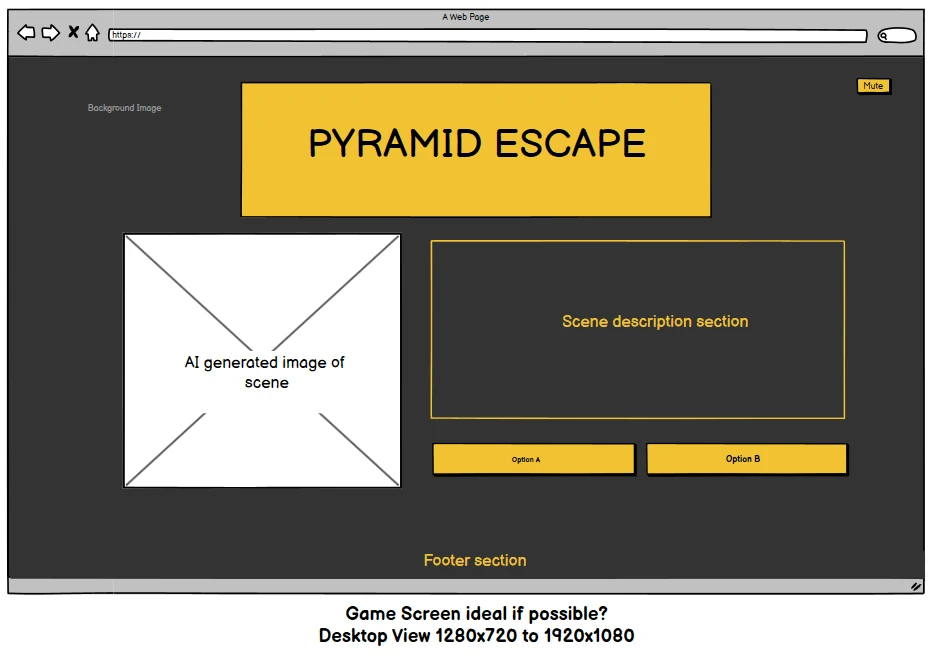 A Web Page
https://
Mute
Background Image
PYRAMID ESCAPE
AI generated image of
scene
Scene description section
Option A
Option B
Footer section
Game Screen ideal if possible?
Desktop View 1280x720 to 1920x1080